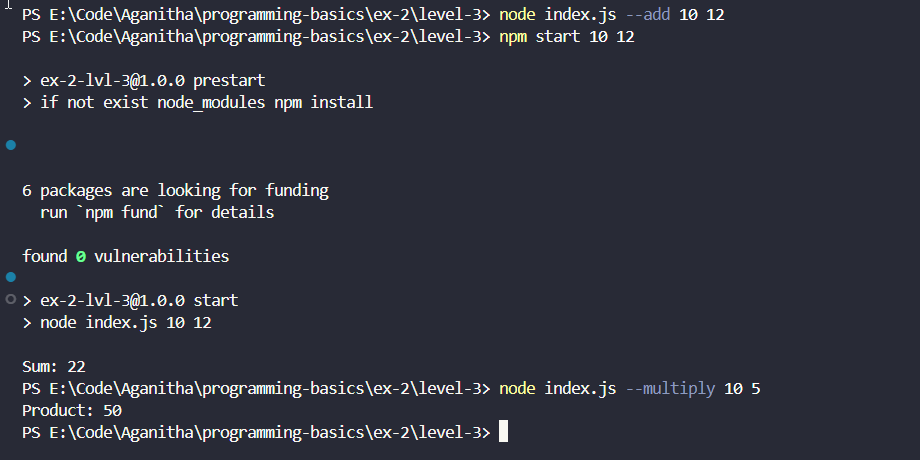 PS E:\Code\Aganitha\programming-basics\ex-2\level-3> node index.js --add 10 12
PS E:\Code\Aganitha\programming-basics\ex-2\level-3> npm start 10 12
> ex-2-lvl-3@1.0.0 prestart
> if not exist node_modules npm install
6 packages are looking for funding
  run `npm fund` for details
found 0 vulnerabilities
> ex-2-lvl-3@1.0.0 start
> node index.js 10 12
Sum: 22
PS E:\Code\Aganitha\programming-basics\ex-2\level-3> node index.js --multiply 10 5
Product: 50
PS E:\Code\Aganitha\programming-basics\ex-2\level-3>